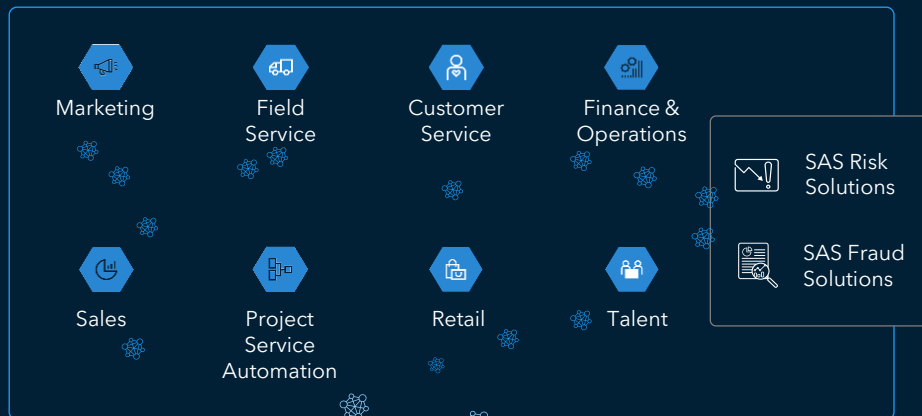 Marketing
Field
Service
Customer
Service
Finance &
Operations
SAS Risk
Solutions
SAS Fraud
Solutions
Sales
Project
Service
Automation
Retail
Talent